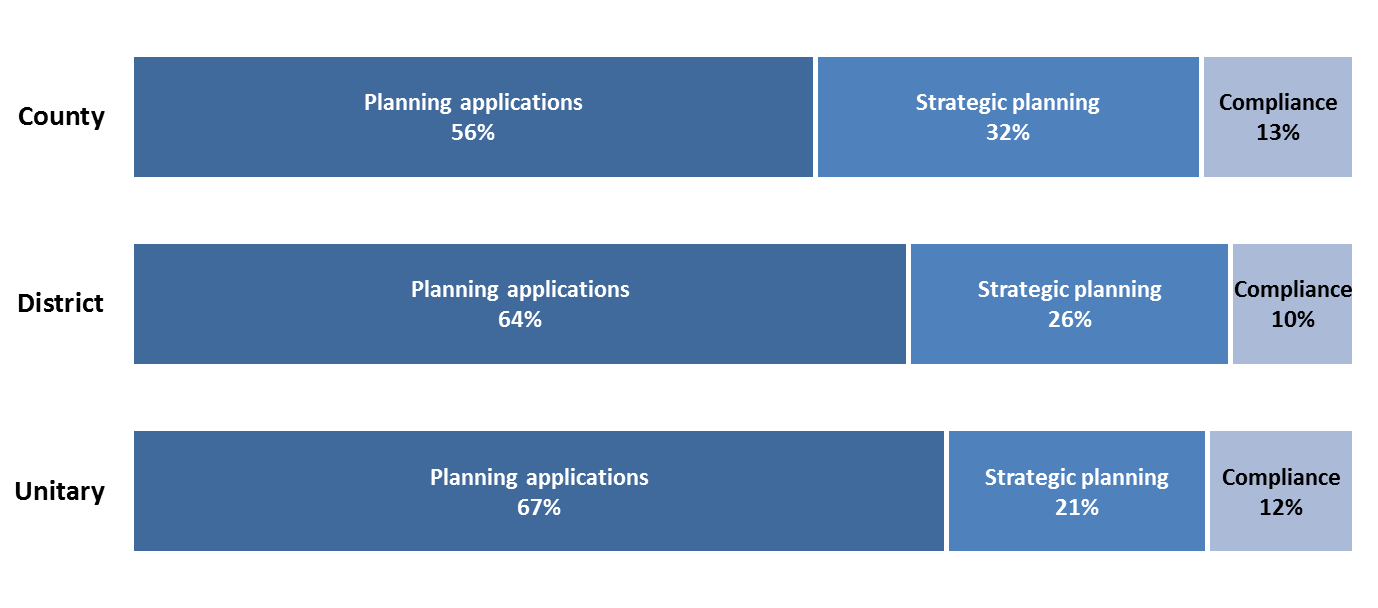 County
Planning applications
56%
Strategic planning
32%
Compliance
13%
District
Planning applications
64%
Strategic planning
26%
Compliance
10%
Unitary
Planning applications
67%
Strategic planning
21%
Compliance
12%